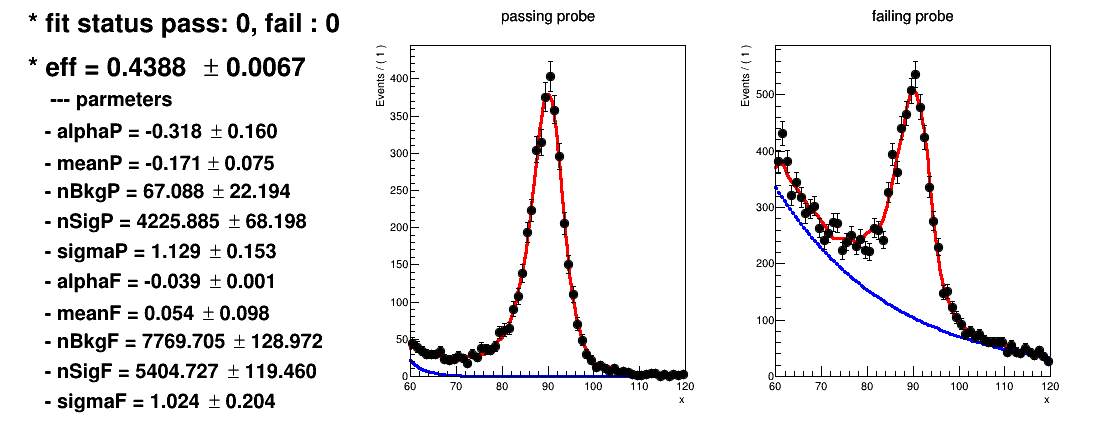 * fit status pass: 0, fail : 0
* eff = 0.4388 ± 0.0067
--- parmeters
- alphaP = -0.318 ± 0.160
- meanP = -0.171 ± 0.075
- nBkgP = 67.088 ± 22.194
- nSigP = 4225.885 ± 68.198
- sigmaP = 1.129 ± 0.153
- alphaF = -0.039 ± 0.001
- meanF = 0.054 ± 0.098
- nBkgF = 7769.705 ± 128.972
- nSigF = 5404.727 ± 119.460
- sigmaF = 1.024 ± 0.204
passing probe
Events / ( 1 )
400
350
300
250
200
150
100
50
0
60 70 80 90 100 110 120
x
failing probe
Events / ( 1 )
500
400
300
200
100
0
60 70 80 90 100 110 120
x